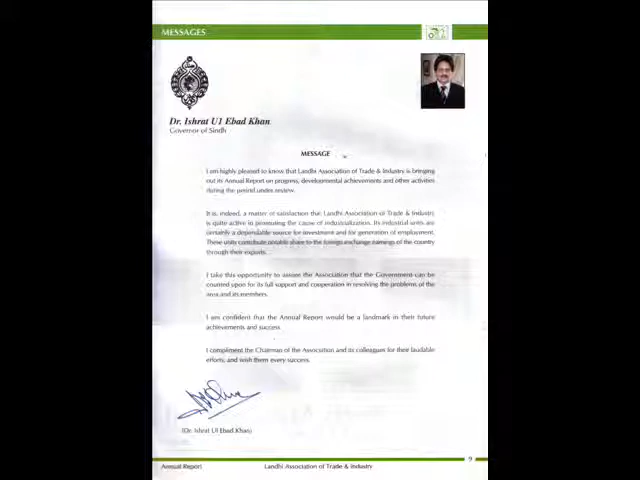 MESSAGES
Dr. Ishrat Ul Ebad Khan
Governor of Sindh
MESSAGE
I am highly pleased to know that Landhi Association of Trade & Industry is bringing
out its Annual Report on progress, developmental achievements and other activities
during the period under review.
It is, indeed, a matter of satisfaction that Landhi Association of Trade & Industry
is quite active in promoting the cause of industrialization. Its industrial units are
certainly a dependable source for investment and for generation of employment.
These units contribute notable share to the foreign exchange earnings of the country
through their exports.
I take this opportunity to assure the Association that the Government can be
counted upon for its full support and cooperation in resolving the problems of the
area and its members.
I am confident that the Annual Report would be a landmark in their future
achievements and success.
I compliment the Chairman of the Association and its colleagues for their laudable
efforts, and wish them every success.
(Dr. Ishrat Ul Ebad Khan)
9
Annual Report Landhi Association of Trade & Industry